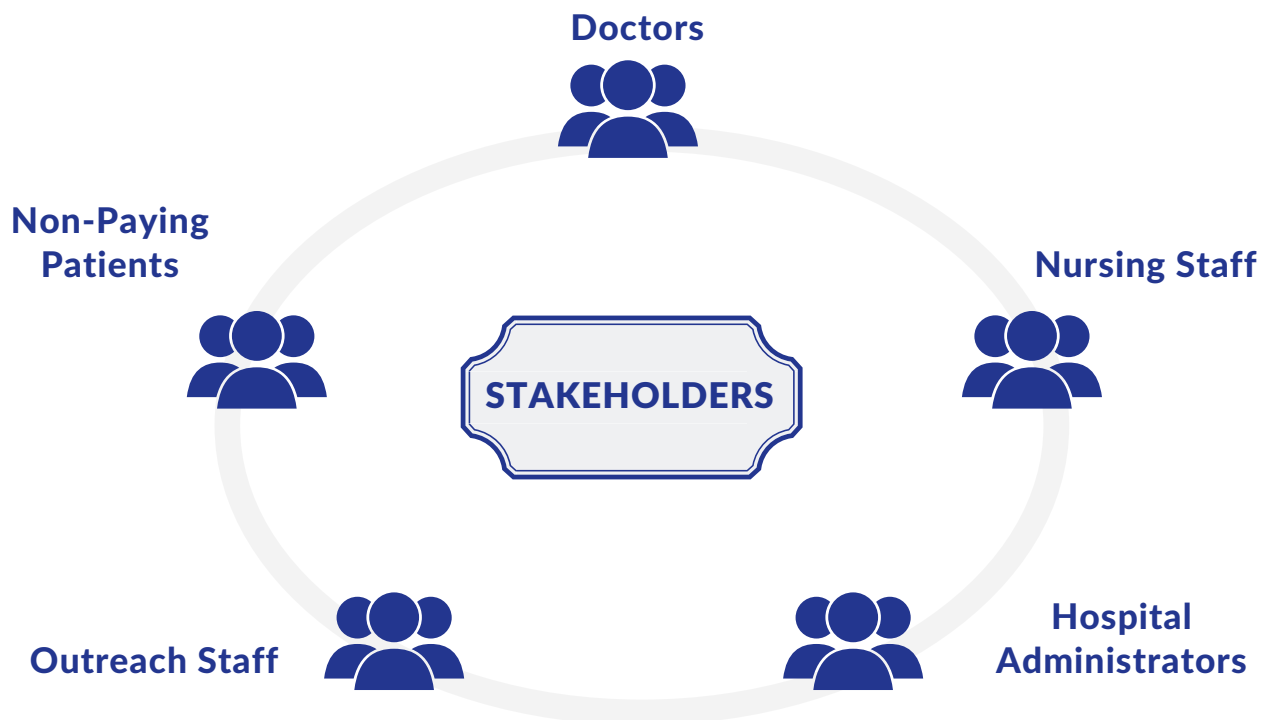 Doctors
Non-Paying
Patients
Nursing Staff
STAKEHOLDERS
Hospital
Administrators
Outreach Staff